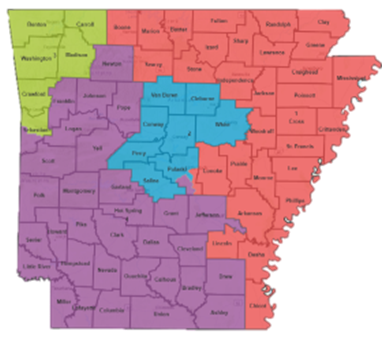 Benton
Carroll
Boone
Marion
Fulton
Randolph
Clay
Washington
Madison
Newton
Searcy
Stone
Izard
Sharp
Lawrence
Greene
Independence
Craighead
Mississippi
Crawford
Franklin
Johnson
Pope
Van Buren
Cleburne
Jackson
Poinsett
Logan
Conway
White
Woodruff
Cross
Crittenden
Scott
Yell
Perry
Pulaski
St. Francis
Lee
Saline
Lonoke
Prairie
Monroe
Phillips
Polk
Montgomery
Garland
Hot Spring
Grant
Jefferson
Arkansas
Pike
Clark
Dallas
Cleveland
Lincoln
Desha
Sevier
Howard
Little River
Hempstead
Nevada
Ouachita
Calhoun
Bradley
Drew
Chicot
Miller
Lafayette
Columbia
Union
Ashley